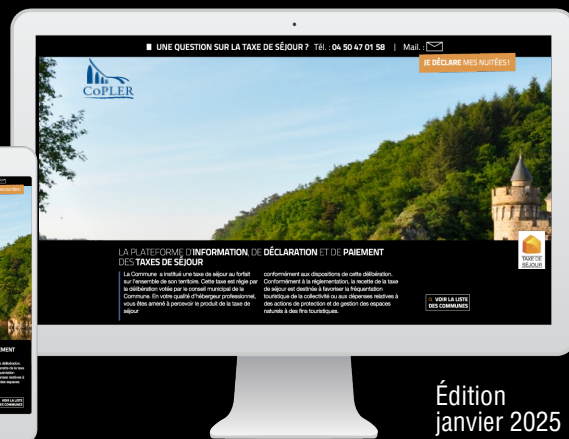 UNE QUESTION SUR LA TAXE DE SÉJOUR ? Tél. : 04 50 47 01 58 | Mail. :
JE DÉCLARE MES NUITÉES !
CoPLER
LA PLATEFORME D'INFORMATION, DE DÉCLARATION ET DE PAIEMENT
DES TAXES DE SÉJOUR
La Commune a institué une taxe de séjour au forfait
sur l'ensemble de son territoire. Cette taxe est régie par
la délibération votée par le conseil municipal de la
Commune. En votre qualité d'hébergeur professionnel,
vous êtes amené à percevoir le produit de la taxe de
séjour
conformément aux dispositions de cette délibération.
Conformément à la réglementation, la recette de la taxe
de séjour est destinée à favoriser la fréquentation
touristique de la collectivité ou aux dépenses relatives à
des actions de protection et de gestion des espaces
naturels à des fins touristiques.
TAXE DE
SÉJOUR
VOIR LA LISTE
DES COMMUNES
VOIR LA LISTE
DES COMMUNES
Édition
janvier 2025